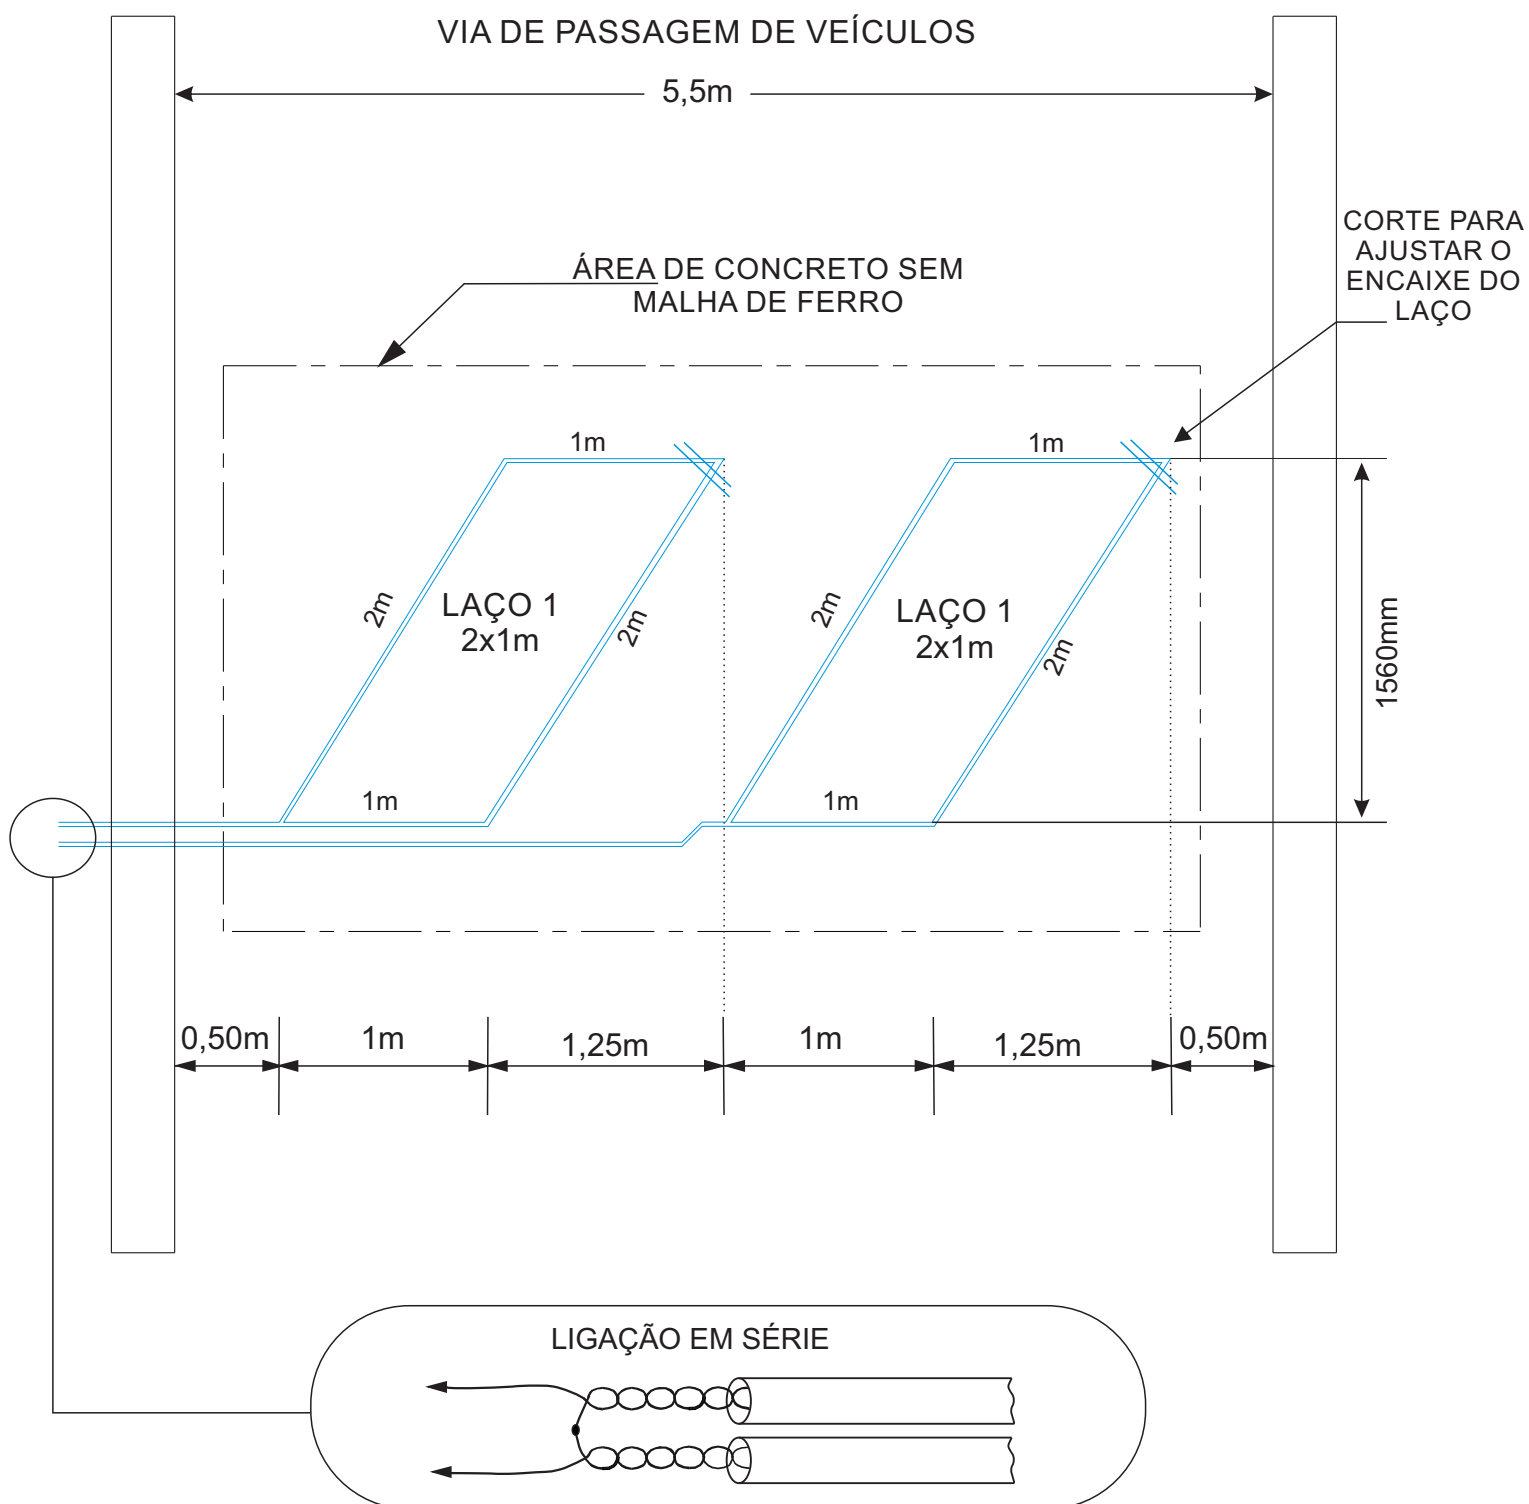 VIA DE PASSAGEM DE VEÍCULOS
5,5m
CORTE PARA
AJUSTAR O
ENCAIXE DO
LAÇO
ÁREA DE CONCRETO SEM
MALHA DE FERRO
1m
1m
2m
LAÇO 1
2x1m
2m
2m
LAÇO 1
2x1m
2m
1560mm
1m
1m
0,50m
1m
1,25m
1m
1,25m
0,50m
LIGAÇÃO EM SÉRIE